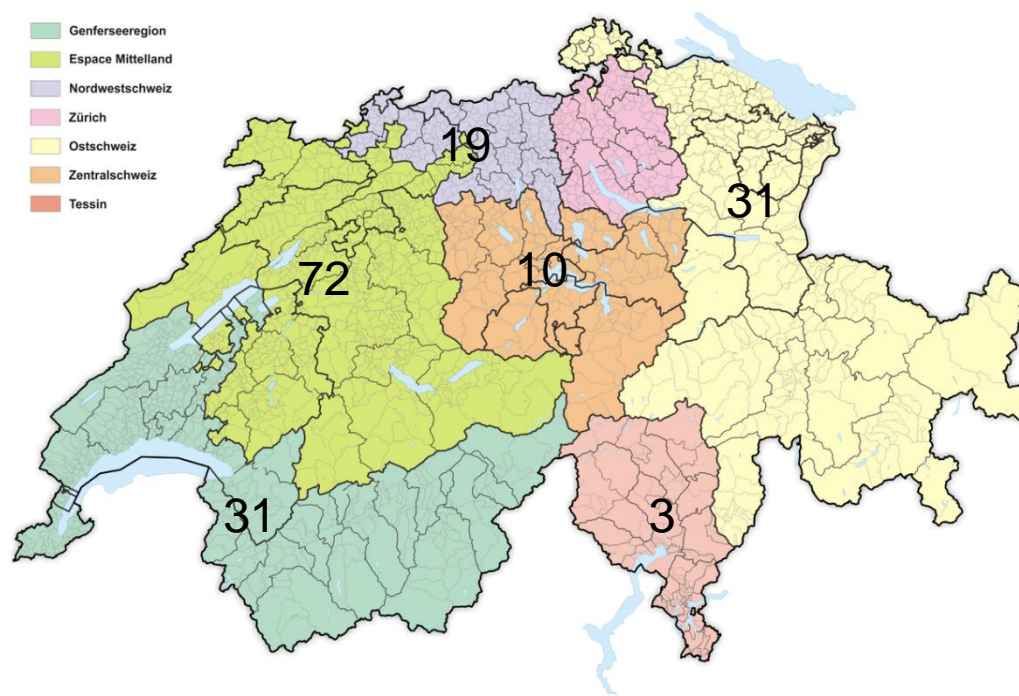 Genferseeregion
Espace Mittelland
Nordwestschweiz
Zürich
Ostschweiz
Zentralschweiz
Tessin
19
31
72
10
31
3